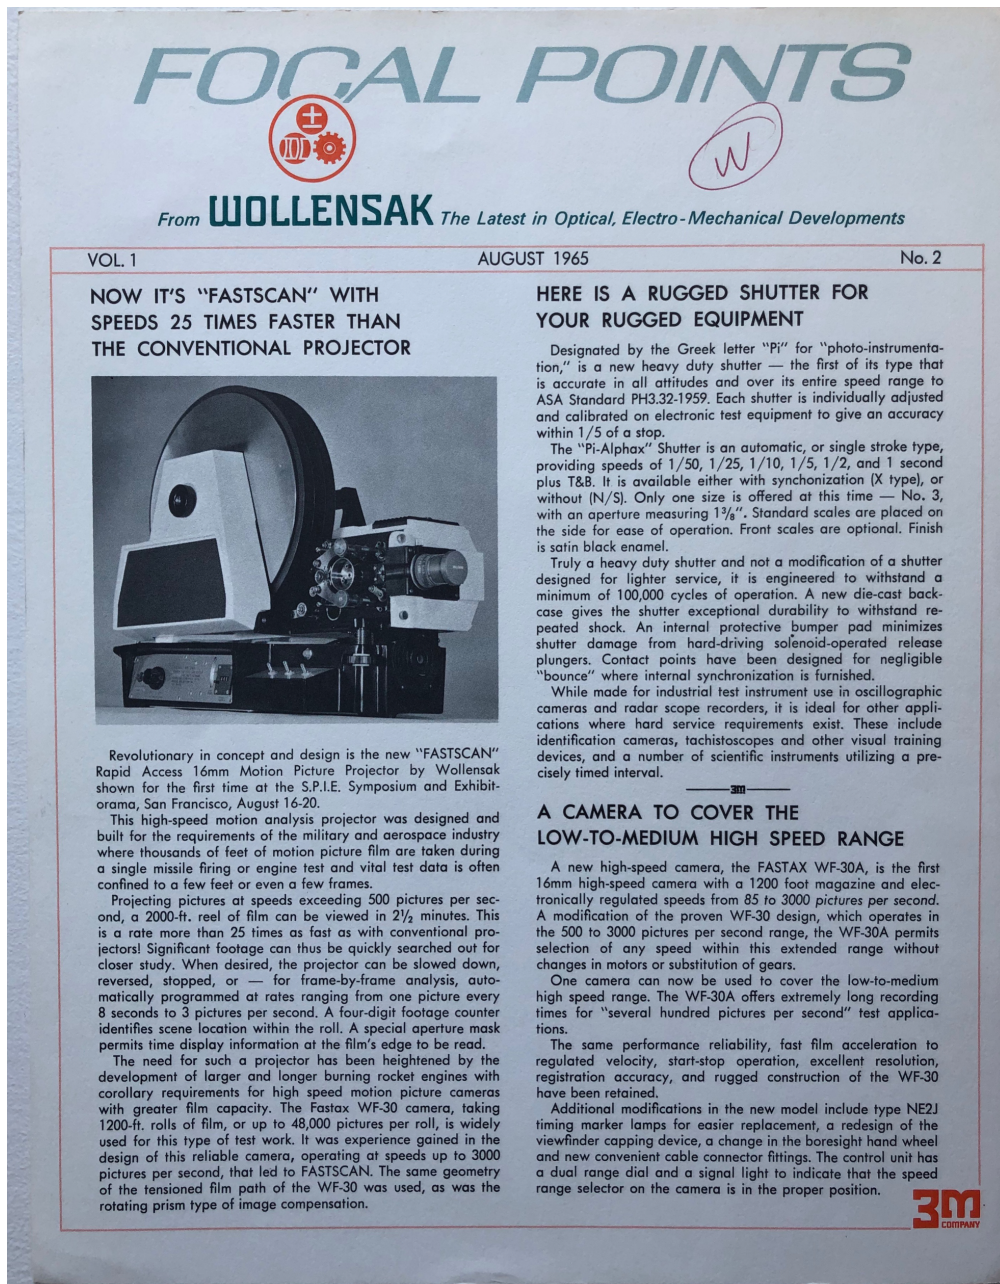 FOCAL POINTS
W
From WOLLENSAK The Latest in Optical, Electro-Mechanical Developments
VOL. 1 AUGUST 1965 No. 2
NOW IT'S "FASTSCAN" WITH
SPEEDS 25 TIMES FASTER THAN
THE CONVENTIONAL PROJECTOR
Revolutionary in concept and design is the new "FASTSCAN"
Rapid Access 16mm Motion Picture Projector by Wollensak
shown for the first time at the S.P.I.E. Symposium and Exhibit-
orama, San Francisco, August 16-20.
This high-speed motion analysis projector was designed and
built for the requirements of the military and aerospace industry
where thousands of feet of motion picture film are taken during
a single missile firing or engine test and vital test data is often
confined to a few feet or even a few frames.
Projecting pictures at speeds exceeding 500 pictures per sec-
ond, a 2000-ft. reel of film can be viewed in 2½ minutes. This
is a rate more than 25 times as fast as with conventional pro-
jectors! Significant footage can thus be quickly searched out for
closer study. When desired, the projector can be slowed down,
reversed, stopped, or — for frame-by-frame analysis, auto-
matically programmed at rates ranging from one picture every
8 seconds to 3 pictures per second. A four-digit footage counter
identifies scene location within the roll. A special aperture mask
permits time display information at the film's edge to be read.
The need for such a projector has been heightened by the
development of larger and longer burning rocket engines with
corollary requirements for high speed motion picture cameras
with greater film capacity. The Fastax WF-30 camera, taking
1200-ft. rolls of film, or up to 48,000 pictures per roll, is widely
used for this type of test work. It was experience gained in the
design of this reliable camera, operating at speeds up to 3000
pictures per second, that led to FASTSCAN. The same geometry
of the tensioned film path of the WF-30 was used, as was the
rotating prism type of image compensation.
HERE IS A RUGGED SHUTTER FOR
YOUR RUGGED EQUIPMENT
Designated by the Greek letter "Pi" for "photo-instrumenta-
tion," is a new heavy duty shutter — the first of its type that
is accurate in all attitudes and over its entire speed range to
ASA Standard PH3.32-1959. Each shutter is individually adjusted
and calibrated on electronic test equipment to give an accuracy
within 1/5 of a stop.
The "Pi-Alphax" Shutter is an automatic, or single stroke type,
providing speeds of 1/50, 1/25, 1/10, 1/5, 1/2, and 1 second
plus T&B. It is available either with synchonization (X type), or
without (N/S). Only one size is offered at this time — No. 3,
with an aperture measuring 1⅜". Standard scales are placed on
the side for ease of operation. Front scales are optional. Finish
is satin black enamel.
Truly a heavy duty shutter and not a modification of a shutter
designed for lighter service, it is engineered to withstand a
minimum of 100,000 cycles of operation. A new die-cast back-
case gives the shutter exceptional durability to withstand re-
peated shock. An internal protective bumper pad minimizes
shutter damage from hard-driving solenoid-operated release
plungers. Contact points have been designed for negligible
"bounce" where internal synchronization is furnished.
While made for industrial test instrument use in oscillographic
cameras and radar scope recorders, it is ideal for other appli-
cations where hard service requirements exist. These include
identification cameras, tachistoscopes and other visual training
devices, and a number of scientific instruments utilizing a pre-
cisely timed interval.
3m
A CAMERA TO COVER THE
LOW-TO-MEDIUM HIGH SPEED RANGE
A new high-speed camera, the FASTAX WF-30A, is the first
16mm high-speed camera with a 1200 foot magazine and elec-
tronically regulated speeds from 85 to 3000 pictures per second.
A modification of the proven WF-30 design, which operates in
the 500 to 3000 pictures per second range, the WF-30A permits
selection of any speed within this extended range without
changes in motors or substitution of gears.
One camera can now be used to cover the low-to-medium
high speed range. The WF-30A offers extremely long recording
times for "several hundred pictures per second" test applica-
tions.
The same performance reliability, fast film acceleration to
regulated velocity, start-stop operation, excellent resolution,
registration accuracy, and rugged construction of the WF-30
have been retained.
Additional modifications in the new model include type NE2J
timing marker lamps for easier replacement, a redesign of the
viewfinder capping device, a change in the boresight hand wheel
and new convenient cable connector fittings. The control unit has
a dual range dial and a signal light to indicate that the speed
range selector on the camera is in the proper position.
3M
COMPANY